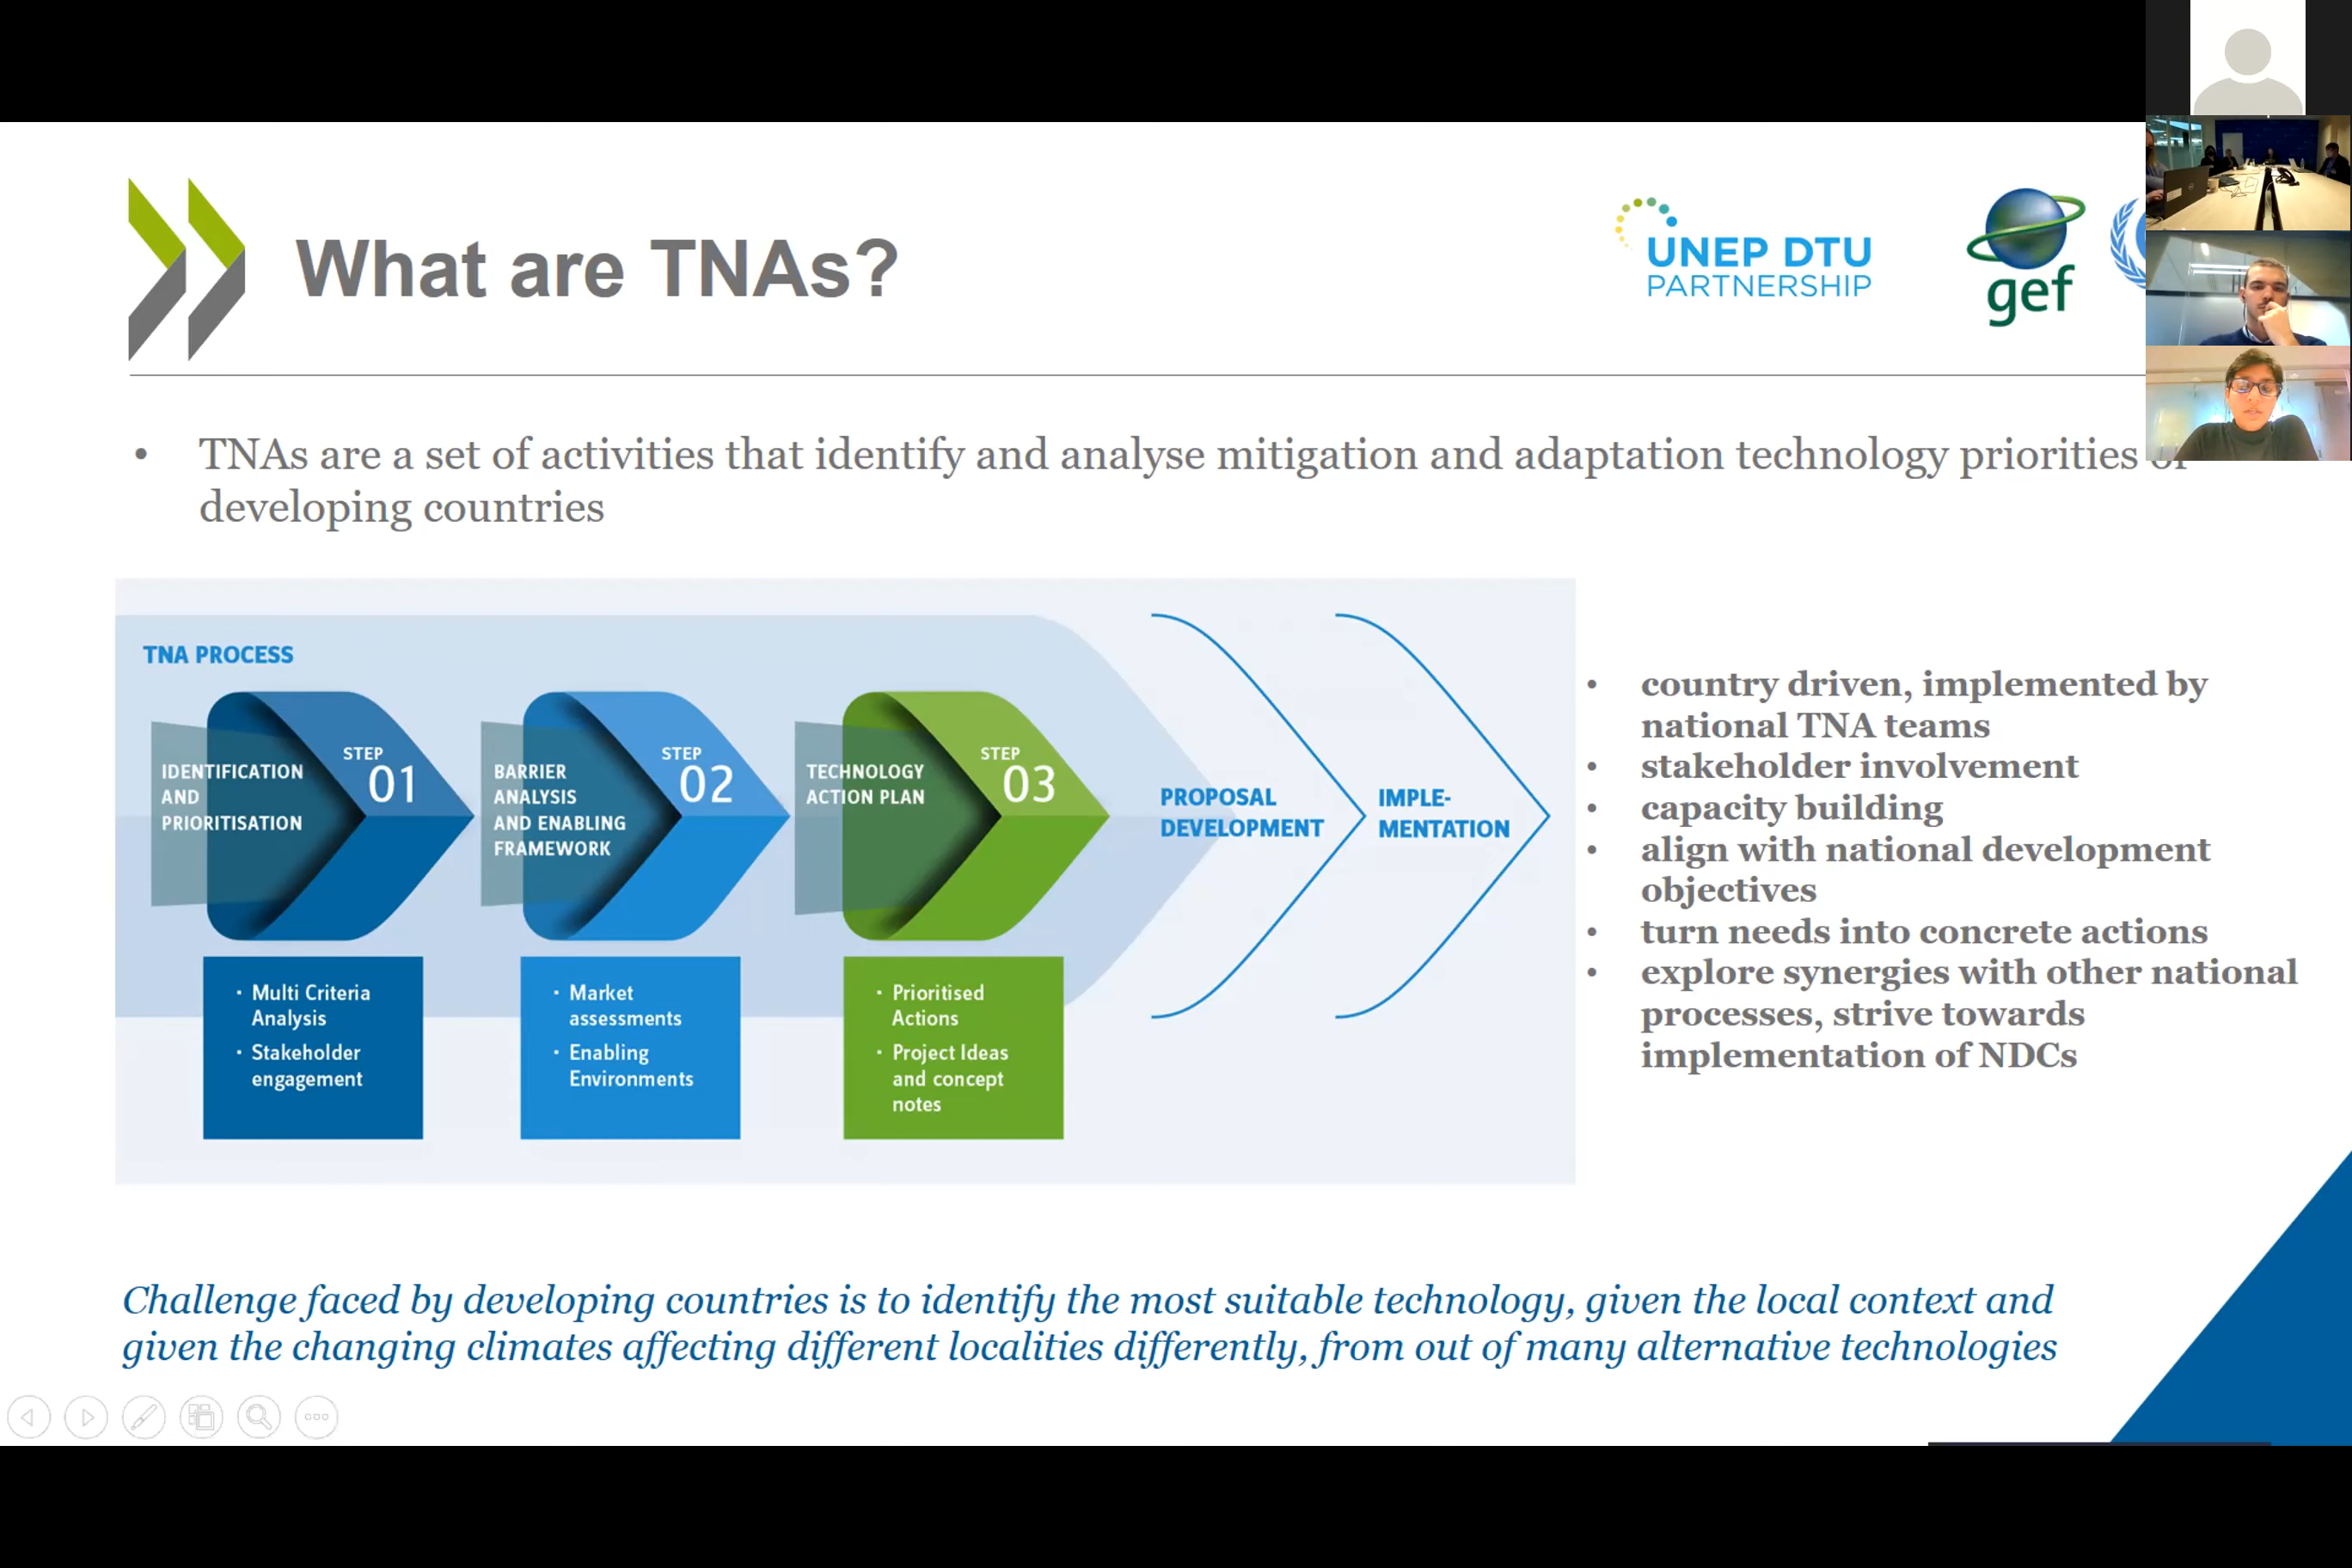 What are TNAs?
UNEP DTU
PARTNERSHIP
gef
• TNAs are a set of activities that identify and analyse mitigation and adaptation technology priorities of
developing countries
TNA PROCESS
IDENTIFICATION
AND
PRIORITISATION
STEP
01
BARRIER
ANALYSIS
AND ENABLING
FRAMEWORK
STEP
02
TECHNOLOGY
ACTION PLAN
STEP
03
PROPOSAL
DEVELOPMENT
IMPLE-
MENTATION
· Multi Criteria
Analysis
· Stakeholder
engagement
· Market
assessments
· Enabling
Environments
· Prioritised
Actions
· Project Ideas
and concept
notes
• country driven, implemented by
national TNA teams
• stakeholder involvement
• capacity building
• align with national development
objectives
• turn needs into concrete actions
• explore synergies with other national
processes, strive towards
implementation of NDCs
Challenge faced by developing countries is to identify the most suitable technology, given the local context and
given the changing climates affecting different localities differently, from out of many alternative technologies